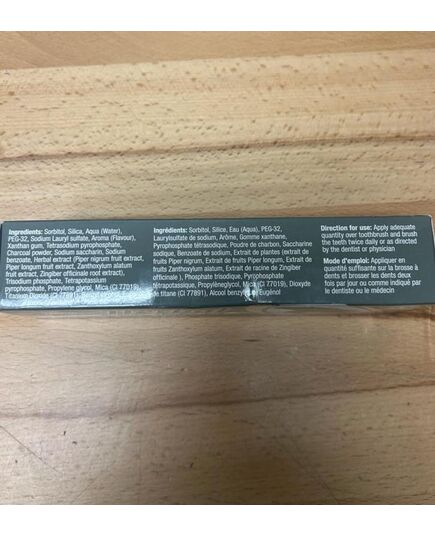 Ingredients: Sorbitol, Silica, Aqua (Water),
PEG-32, Sodium Lauryl sulfate, Aroma (Flavour),
Xanthan gum, Tetrasodium pyrophosphate,
Charcoal powder, Sodium saccharin, Sodium
benzoate, Herbal extract (Piper nigrum fruit extract,
Piper longum fruit extract, Zanthoxylum alatum
fruit extract, Zingiber officinale root extract),
Trisodium phosphate, Tetrapotassium
pyrophosphate, Propylene glycol, Mica (CI 77019),
Titanium Dioxide (CI 77891),
Ingrédients: Sorbitol, Silice, Eau (Aqua), PEG-32,
Laurylsulfate de sodium, Arôme, Gomme xanthane,
Pyrophosphate tétrasodique, Poudre de charbon, Saccharine
sodique, Benzoate de sodium, Extrait de plantes (extrait de
fruits Piper nigrum, Extrait de fruits Piper longum, Extrait de
fruits Zanthoxylum alatum, Extrait de racine de Zingiber
officinale ), Phosphate trisodique, Pyrophosphate
tétrapotassique, Propylèneglycol, Mica (CI 77019), Dioxyde
de titane (CI 77891), Alcool Eugénol
Direction for use: Apply adequate
quantity over toothbrush and brush
the teeth twice daily or as directed
by the dentist or physician
Mode d'emploi: Appliquer en
quantité suffisante sur la brosse à
dents et brosser les dents deux
fois par jour ou comme indiqué par
le dentiste ou le médecin